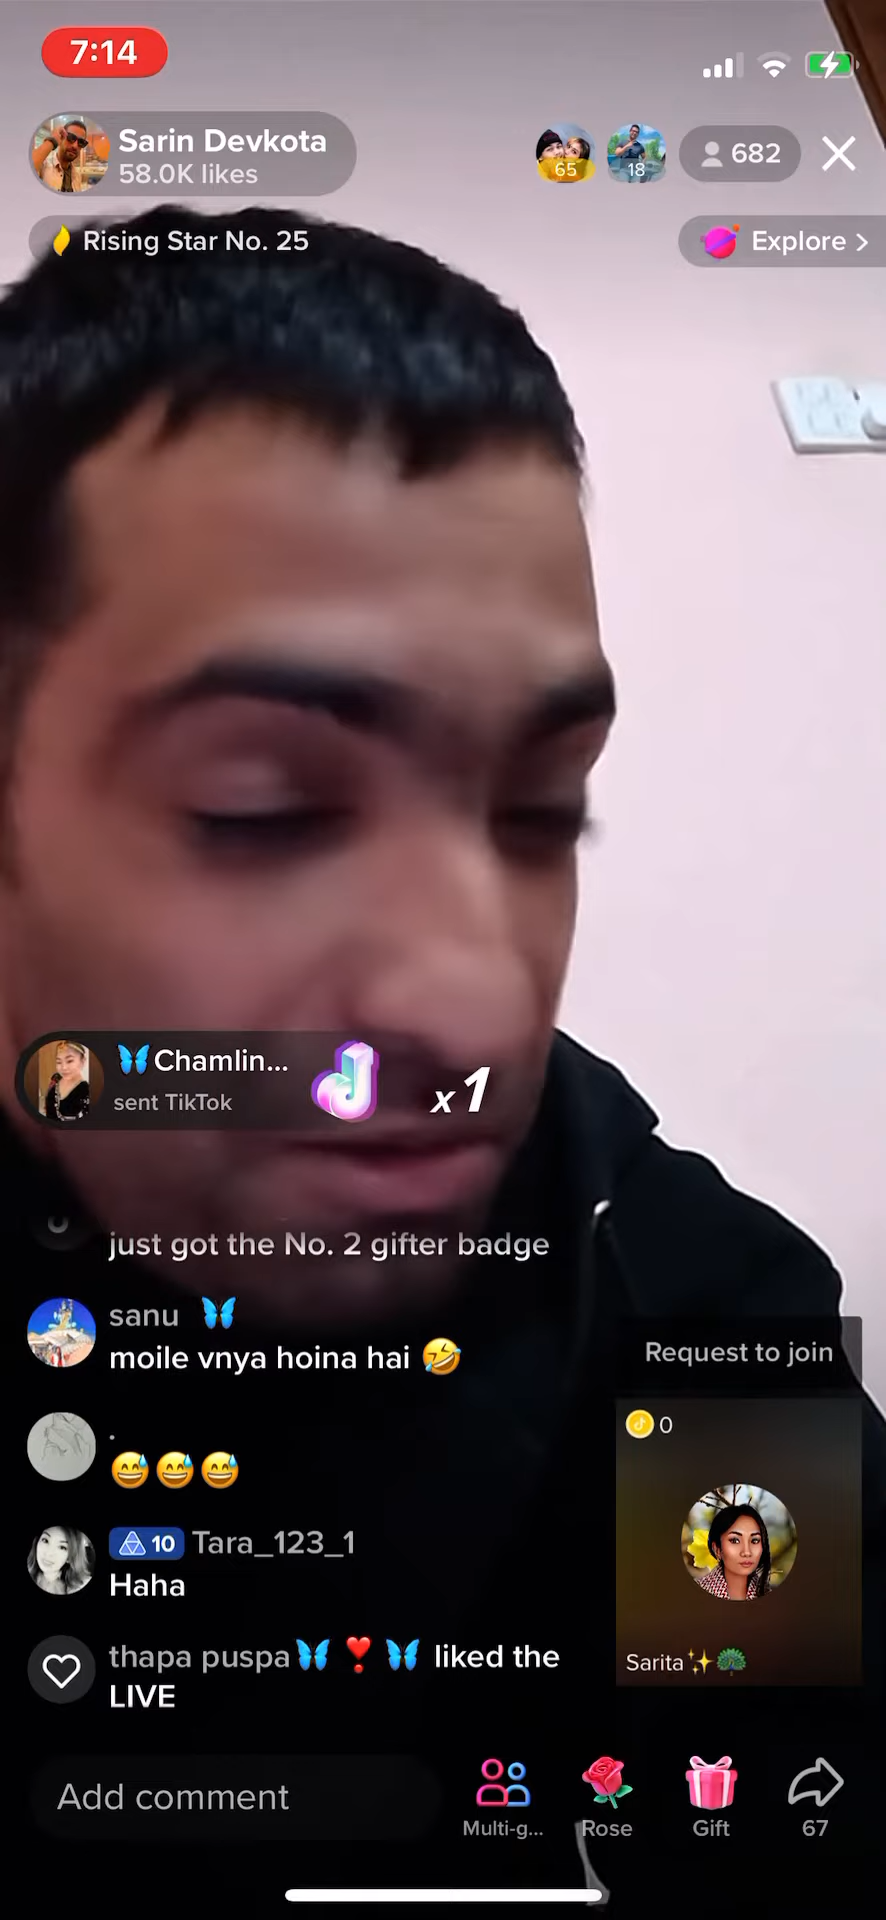 7:14
Sarin Devkota
58.0K likes
65
18
682
Rising Star No. 25
Explore >
Chamlin...
sent TikTok
x1
just got the No. 2 gifter badge
sanu
moile vnya hoina hai 🤣
.
😅😅😅
10 Tara_123_1
Haha
thapa puspa🦋❣️🦋 liked the
LIVE
Request to join
0
Sarita✨🦚
Add comment
Multi-g...
Rose
Gift
67